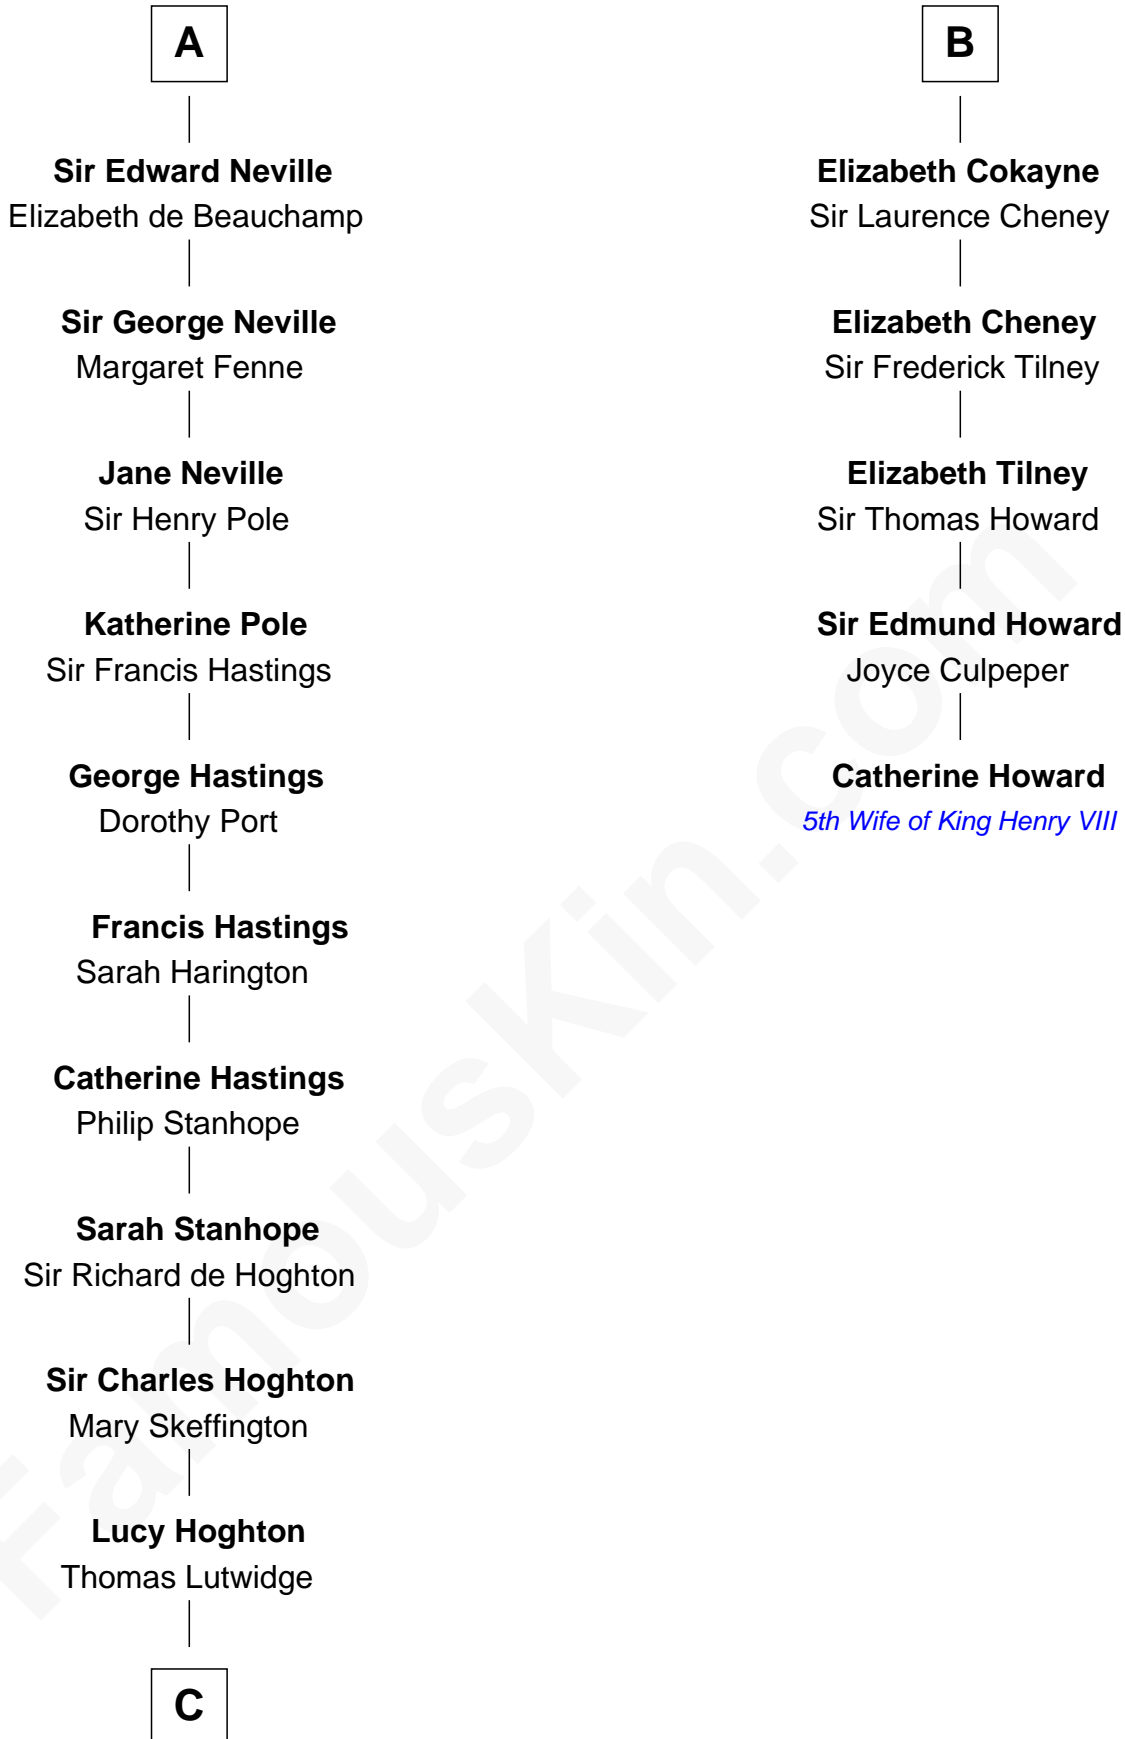 A
Sir Edward Neville
Elizabeth de Beauchamp
Sir George Neville
Margaret Fenne
Jane Neville
Sir Henry Pole
Katherine Pole
Sir Francis Hastings
George Hastings
Dorothy Port
Francis Hastings
Sarah Harington
Catherine Hastings
Philip Stanhope
Sarah Stanhope
Sir Richard de Hoghton
Sir Charles Hoghton
Mary Skeffington
Lucy Hoghton
Thomas Lutwidge
C
B
Elizabeth Cokayne
Sir Laurence Cheney
Elizabeth Cheney
Sir Frederick Tilney
Elizabeth Tilney
Sir Thomas Howard
Sir Edmund Howard
Joyce Culpeper
Catherine Howard
5th Wife of King Henry VIII
FamousKin.com